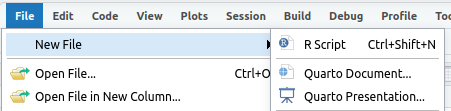 File Edit Code View Plots Session Build Debug Profile Too
New File
R Script Ctrl+Shift+N
Open File... Ctrl+O
Quarto Document...
Open File in New Column...
Quarto Presentation...